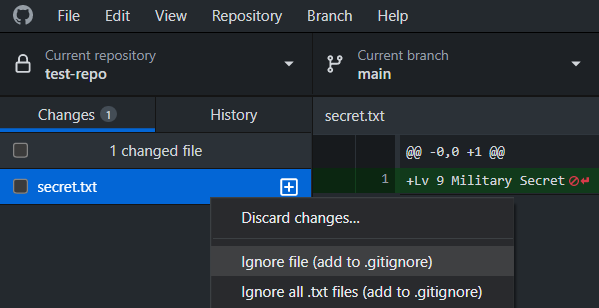 File Edit View Repository Branch Help
Current repository
test-repo
Current branch
main
Changes 1 History
secret.txt
1 changed file
@@ -0,0 +1 @@
secret.txt
1 +Lv 9 Military Secret
Discard changes...
Ignore file (add to .gitignore)
Ignore all .txt files (add to .gitignore)